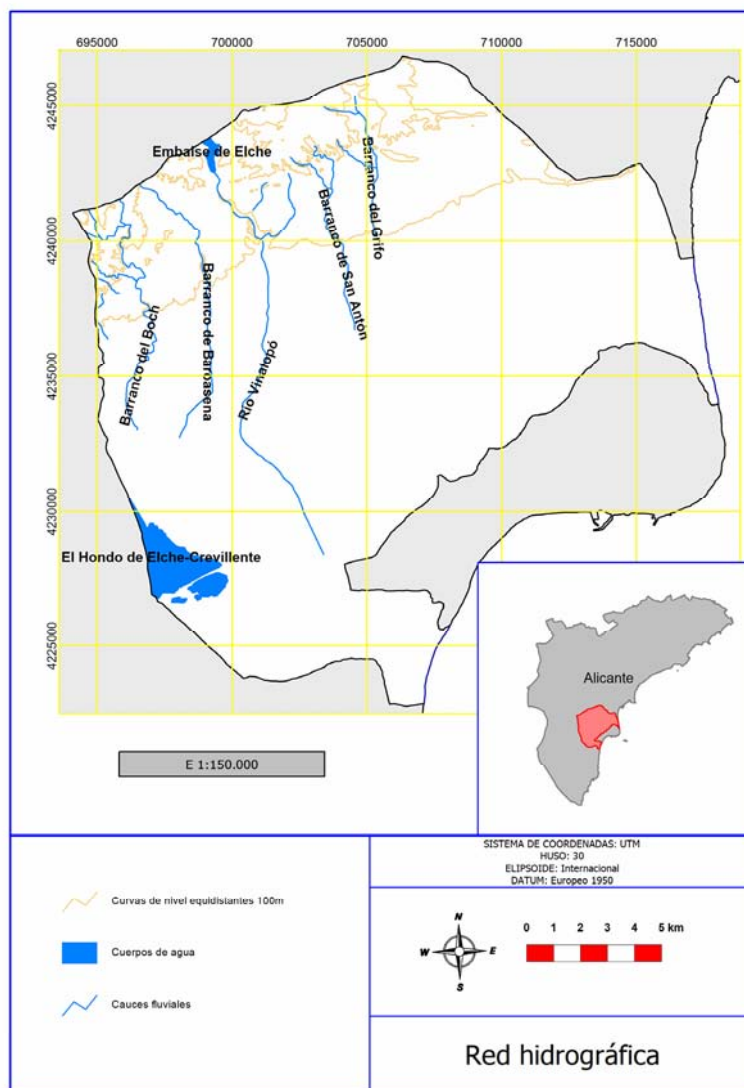 695000 700000 705000 710000 715000
4245000
4240000
4235000
4230000
4225000
Embalse de Elche
Barranco del Grifo
Barranco de San Antón
Barranco de Barbasena
Barranco del Boch
Río Vinalopó
El Hondo de Elche-Crevillente
Alicante
E 1:150.000
Curvas de nivel equidistantes 100m
Cuerpos de agua
Cauces fluviales
SISTEMA DE COORDENADAS: UTM
HUSO: 30
ELIPSOIDE: Internacional
DATUM: Europeo 1950
N
W E
S
0 1 2 3 4 5 km
Red hidrográfica